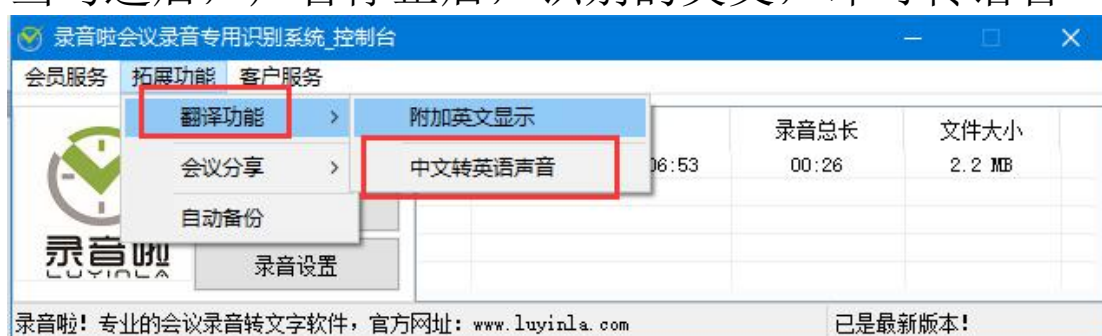 录音啦会议录音专用识别系统_控制台
会员服务 拓展功能 客户服务
翻译功能 > 附加英文显示
录音总长 文件大小
会议分享 > 中文转英语声音
06:53 00:26 2.2 MB
自动备份
录音啦
LUYINLA
录音设置
录音啦！专业的会议录音转文字软件，官方网址：www.luyinla.com 已是最新版本！